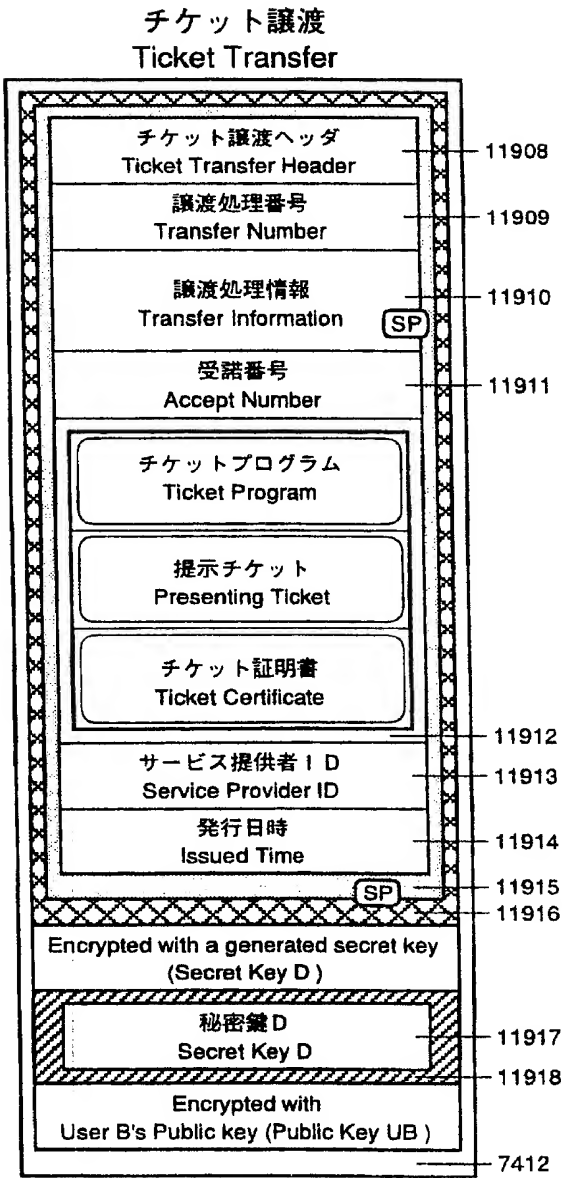 チケット譲渡
Ticket Transfer
チケット譲渡ヘッダ
Ticket Transfer Header
11908
譲渡処理番号
Transfer Number
11909
譲渡処理情報
Transfer Information
11910
SP
受諾番号
Accept Number
11911
チケットプログラム
Ticket Program
提示チケット
Presenting Ticket
チケット証明書
Ticket Certificate
11912
サービス提供者ID
Service Provider ID
11913
発行日時
Issued Time
11914
SP
11915
11916
Encrypted with a generated secret key
(Secret Key D )
秘密鍵D
Secret Key D
11917
11918
Encrypted with
User B's Public key (Public Key UB )
7412